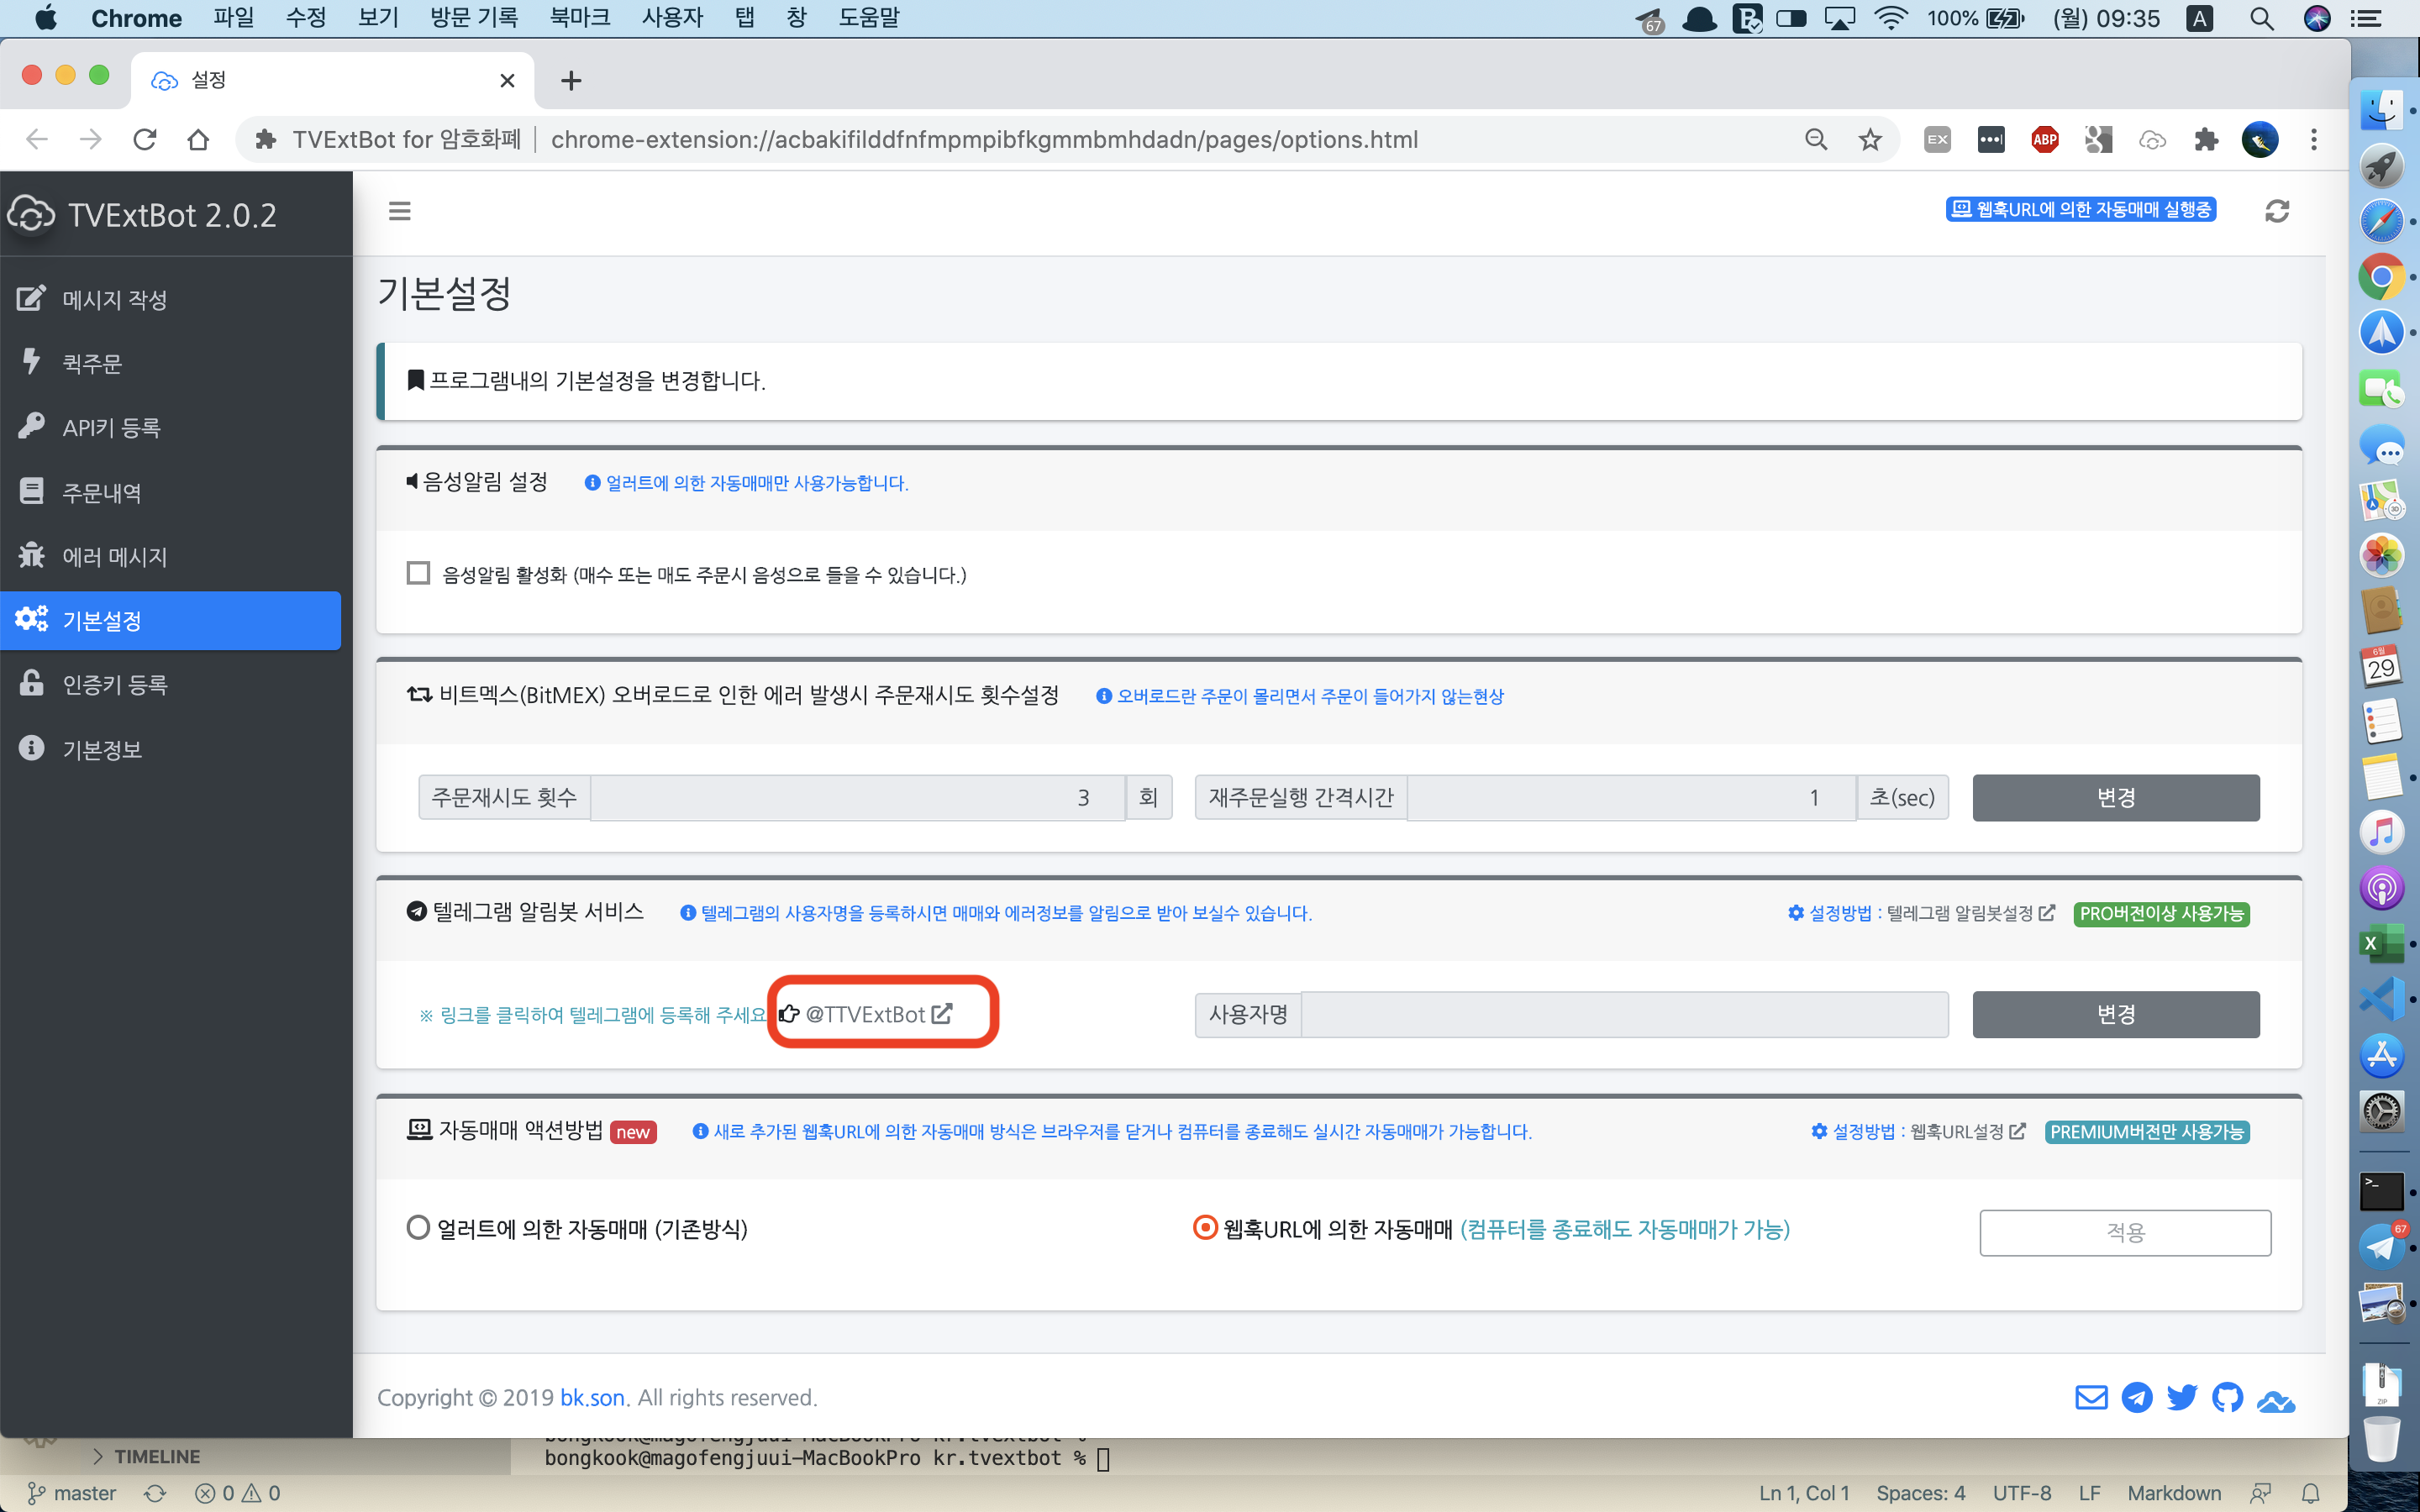 Chrome 파일 수정 보기 방문 기록 북마크 사용자 탭 창 도움말 67 100% (월) 09:35 A
설정
TVExtBot for 암호화폐 chrome-extension://acbakifilddfnfmpmpibfkgmmbmhdadn/pages/options.html EX ABP
TVExtBot 2.0.2
웹훅URL에 의한 자동매매 실행중
메시지 작성
퀵주문
API키 등록
주문내역
에러 메시지
기본설정
인증키 등록
기본정보
기본설정
프로그램내의 기본설정을 변경합니다.
음성알림 설정 얼러트에 의한 자동매매만 사용가능합니다.
음성알림 활성화 (매수 또는 매도 주문시 음성으로 들을 수 있습니다.)
비트멕스(BitMEX) 오버로드로 인한 에러 발생시 주문재시도 횟수설정 오버로드란 주문이 몰리면서 주문이 들어가지 않는현상
주문재시도 횟수 3 회 재주문실행 간격시간 1 초(sec) 변경
텔레그램 알림봇 서비스 텔레그램의 사용자명을 등록하시면 매매와 에러정보를 알림으로 받아 보실수 있습니다. 설정방법 : 텔레그램 알림봇설정 PRO버전이상 사용가능
※ 링크를 클릭하여 텔레그램에 등록해 주세요 @TTVExtBot 사용자명 변경
자동매매 액션방법 new 새로 추가된 웹훅URL에 의한 자동매매 방식은 브라우저를 닫거나 컴퓨터를 종료해도 실시간 자동매매가 가능합니다. 설정방법 : 웹훅URL설정 PREMIUM버전만 사용가능
얼러트에 의한 자동매매 (기존방식) 웹훅URL에 의한 자동매매 (컴퓨터를 종료해도 자동매매가 가능) 적용
Copyright © 2019 bk.son. All rights reserved.
6월
29
67
ZIP
bongkook@magofengjuui-MacBookPro kr.tvextbot %
TIMELINE
bongkook@magofengjuui-MacBookPro kr.tvextbot %
master 0 0 Ln 1, Col 1 Spaces: 4 UTF-8 LF Markdown